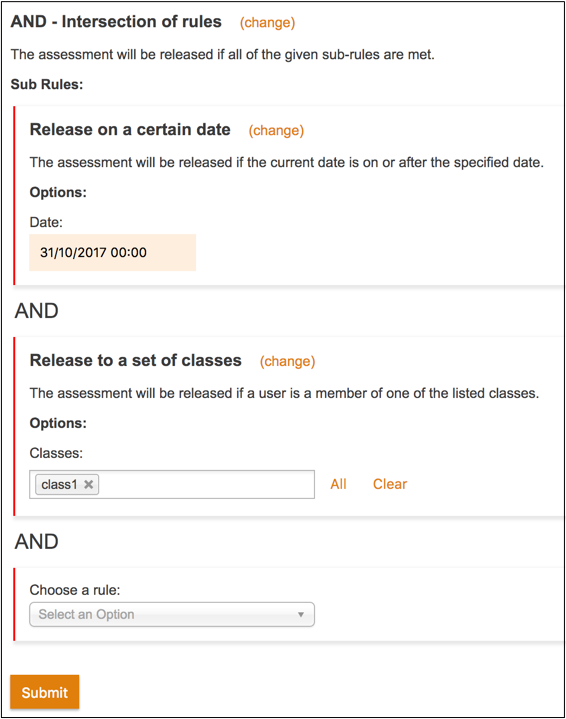 AND - Intersection of rules (change)
The assessment will be released if all of the given sub-rules are met.
Sub Rules:
Release on a certain date (change)
The assessment will be released if the current date is on or after the specified date.
Options:
Date:
31/10/2017 00:00
AND
Release to a set of classes (change)
The assessment will be released if a user is a member of one of the listed classes.
Options:
Classes:
class1 ✖ All Clear
AND
Choose a rule:
Select an Option
Submit